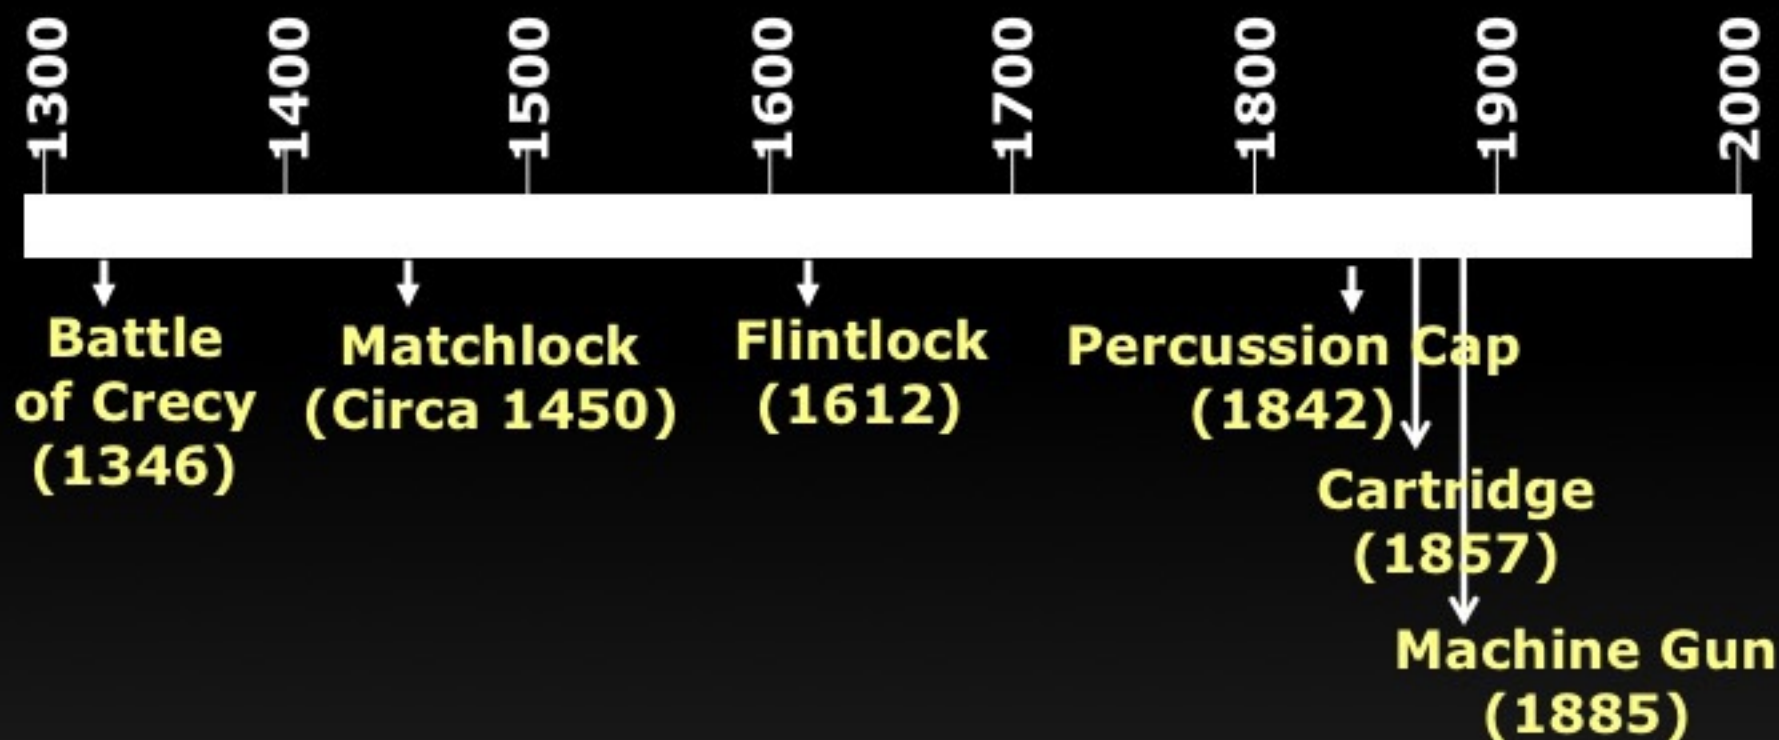 1300
1400
1500
1600
1700
1800
1900
2000
Battle
of Crecy
(1346)
Matchlock
(Circa 1450)
Flintlock
(1612)
Percussion Cap
(1842)
Cartridge
(1857)
Machine Gun
(1885)